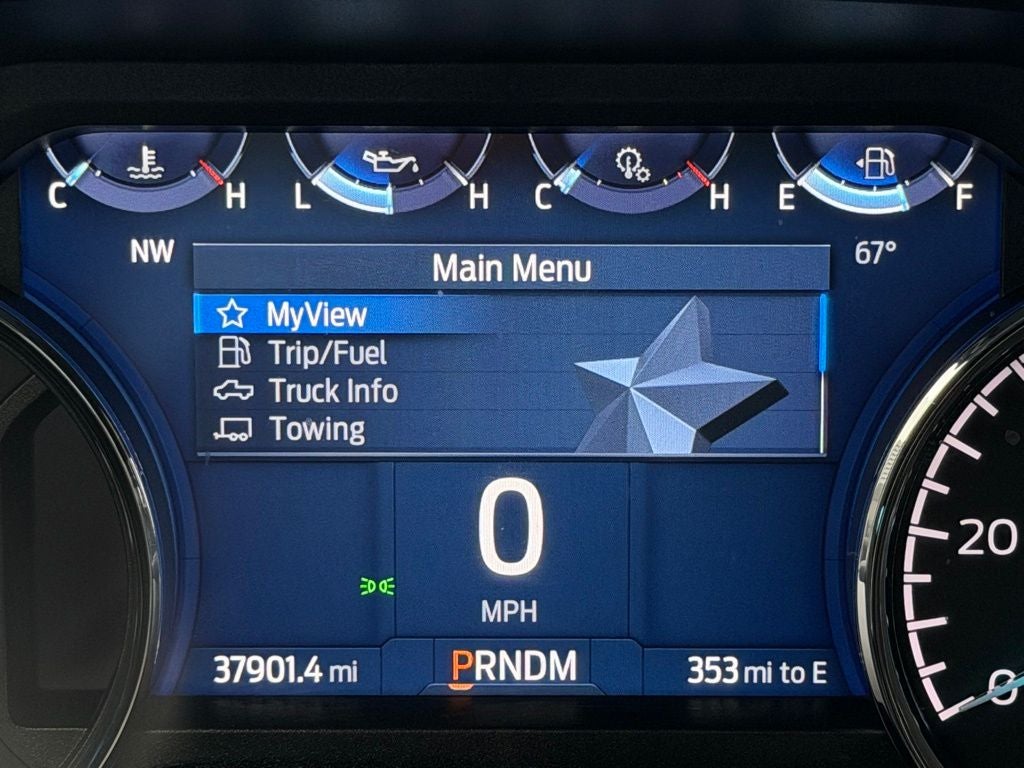 C H L H C H E F
NW
67°
Main Menu
MyView
Trip/Fuel
Truck Info
Towing
0
MPH
20
0
37901.4 mi
PRNDM
353 mi to E